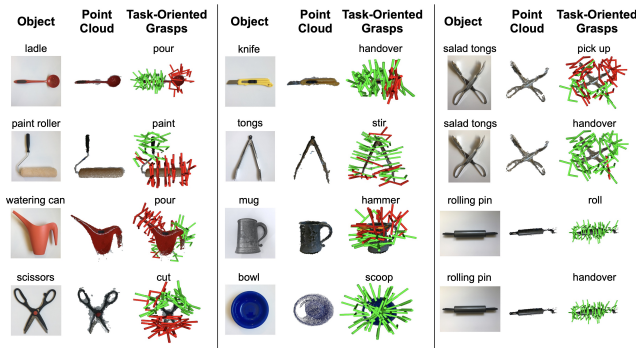 Object Point Cloud Task-Oriented Grasps
ladle pour
paint roller paint
watering can pour
scissors cut
Object Point Cloud Task-Oriented Grasps
knife handover
tongs stir
mug hammer
bowl scoop
Object Point Cloud Task-Oriented Grasps
salad tongs pick up
salad tongs handover
rolling pin roll
rolling pin handover